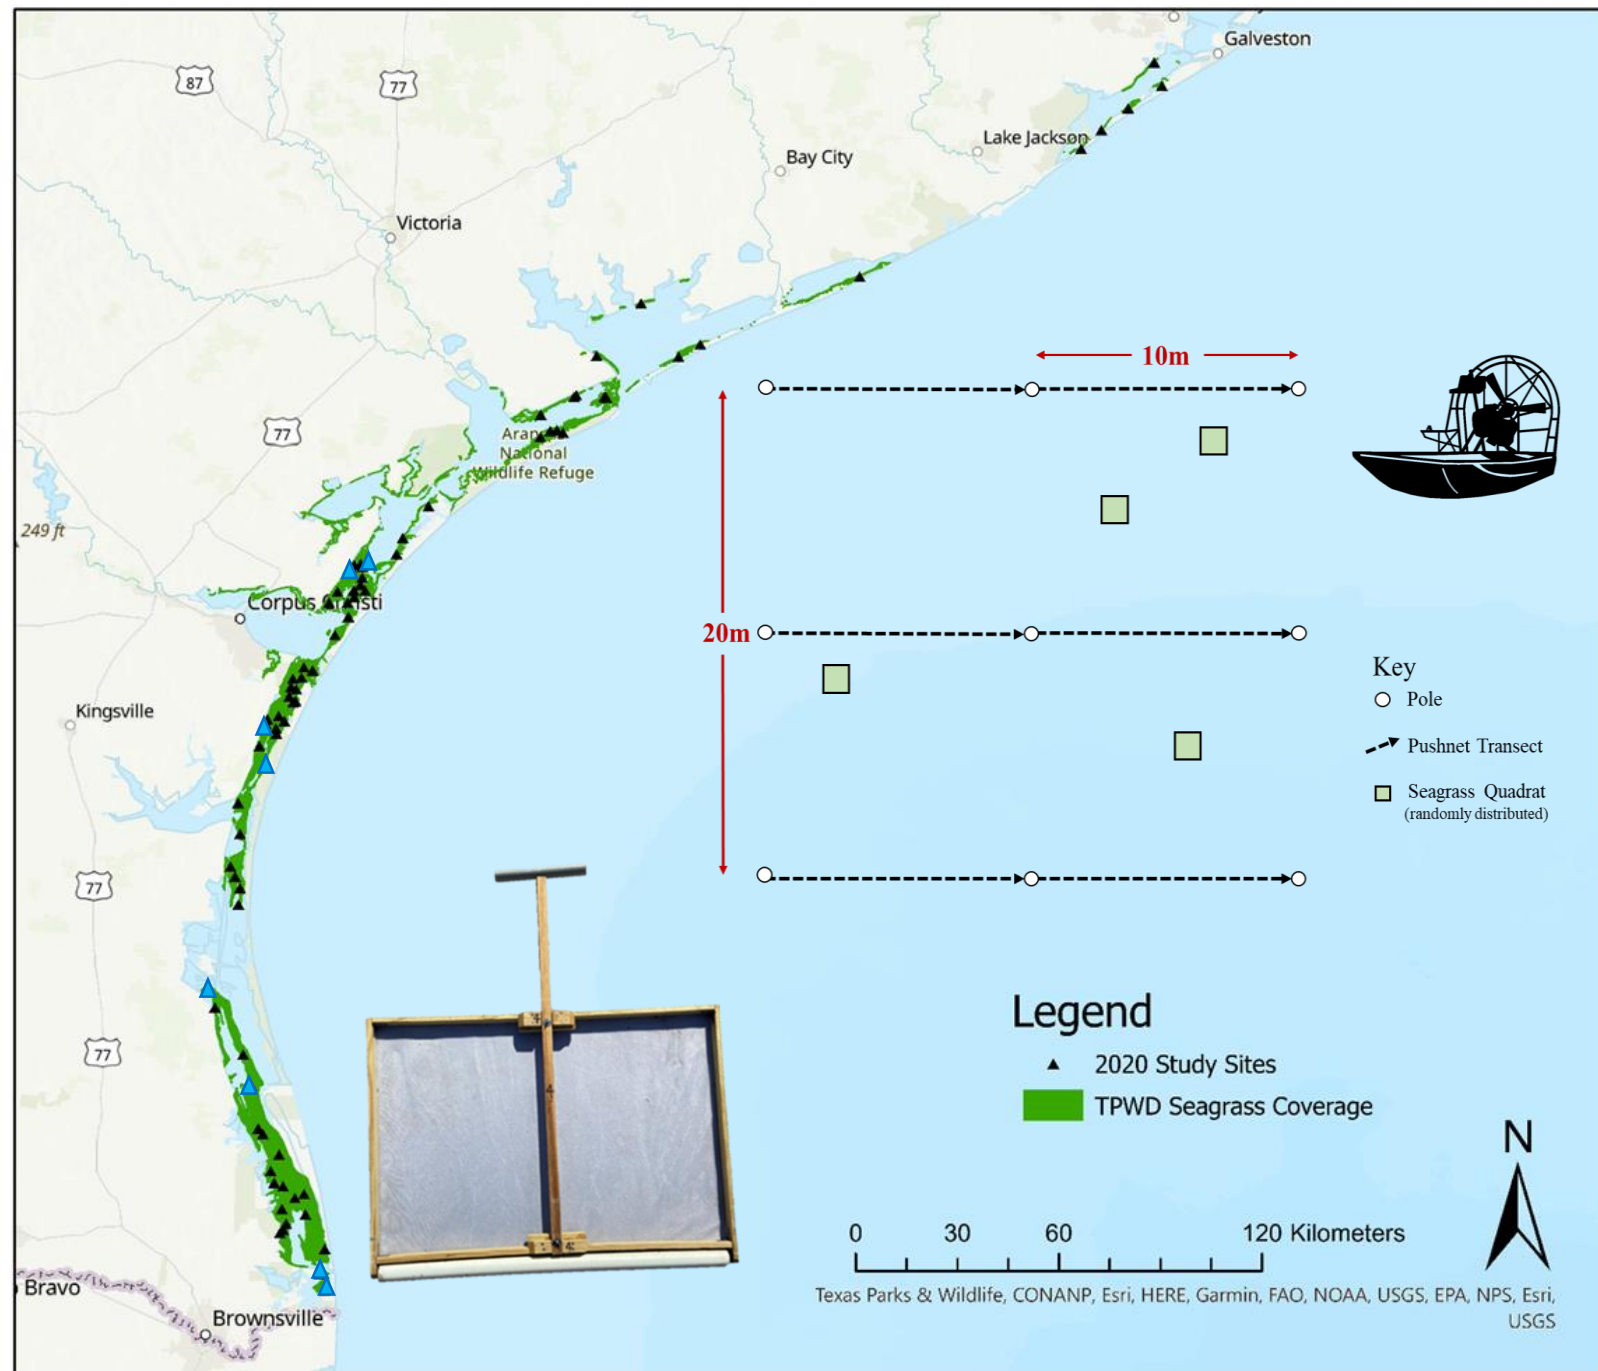 Galveston
87
77
Lake Jackson
Bay City
Victoria
10m
77
Aran
National
Wildlife Refuge
249 ft
Corpus Christi
20m
Key
Pole
Kingsville
Pushnet Transect
Seagrass Quadrat
(randomly distributed)
77
Legend
77
2020 Study Sites
TPWD Seagrass Coverage
N
0 30 60 120 Kilometers
Bravo
Texas Parks & Wildlife, CONANP, Esri, HERE, Garmin, FAO, NOAA, USGS, EPA, NPS, Esri,
USGS
Brownsville